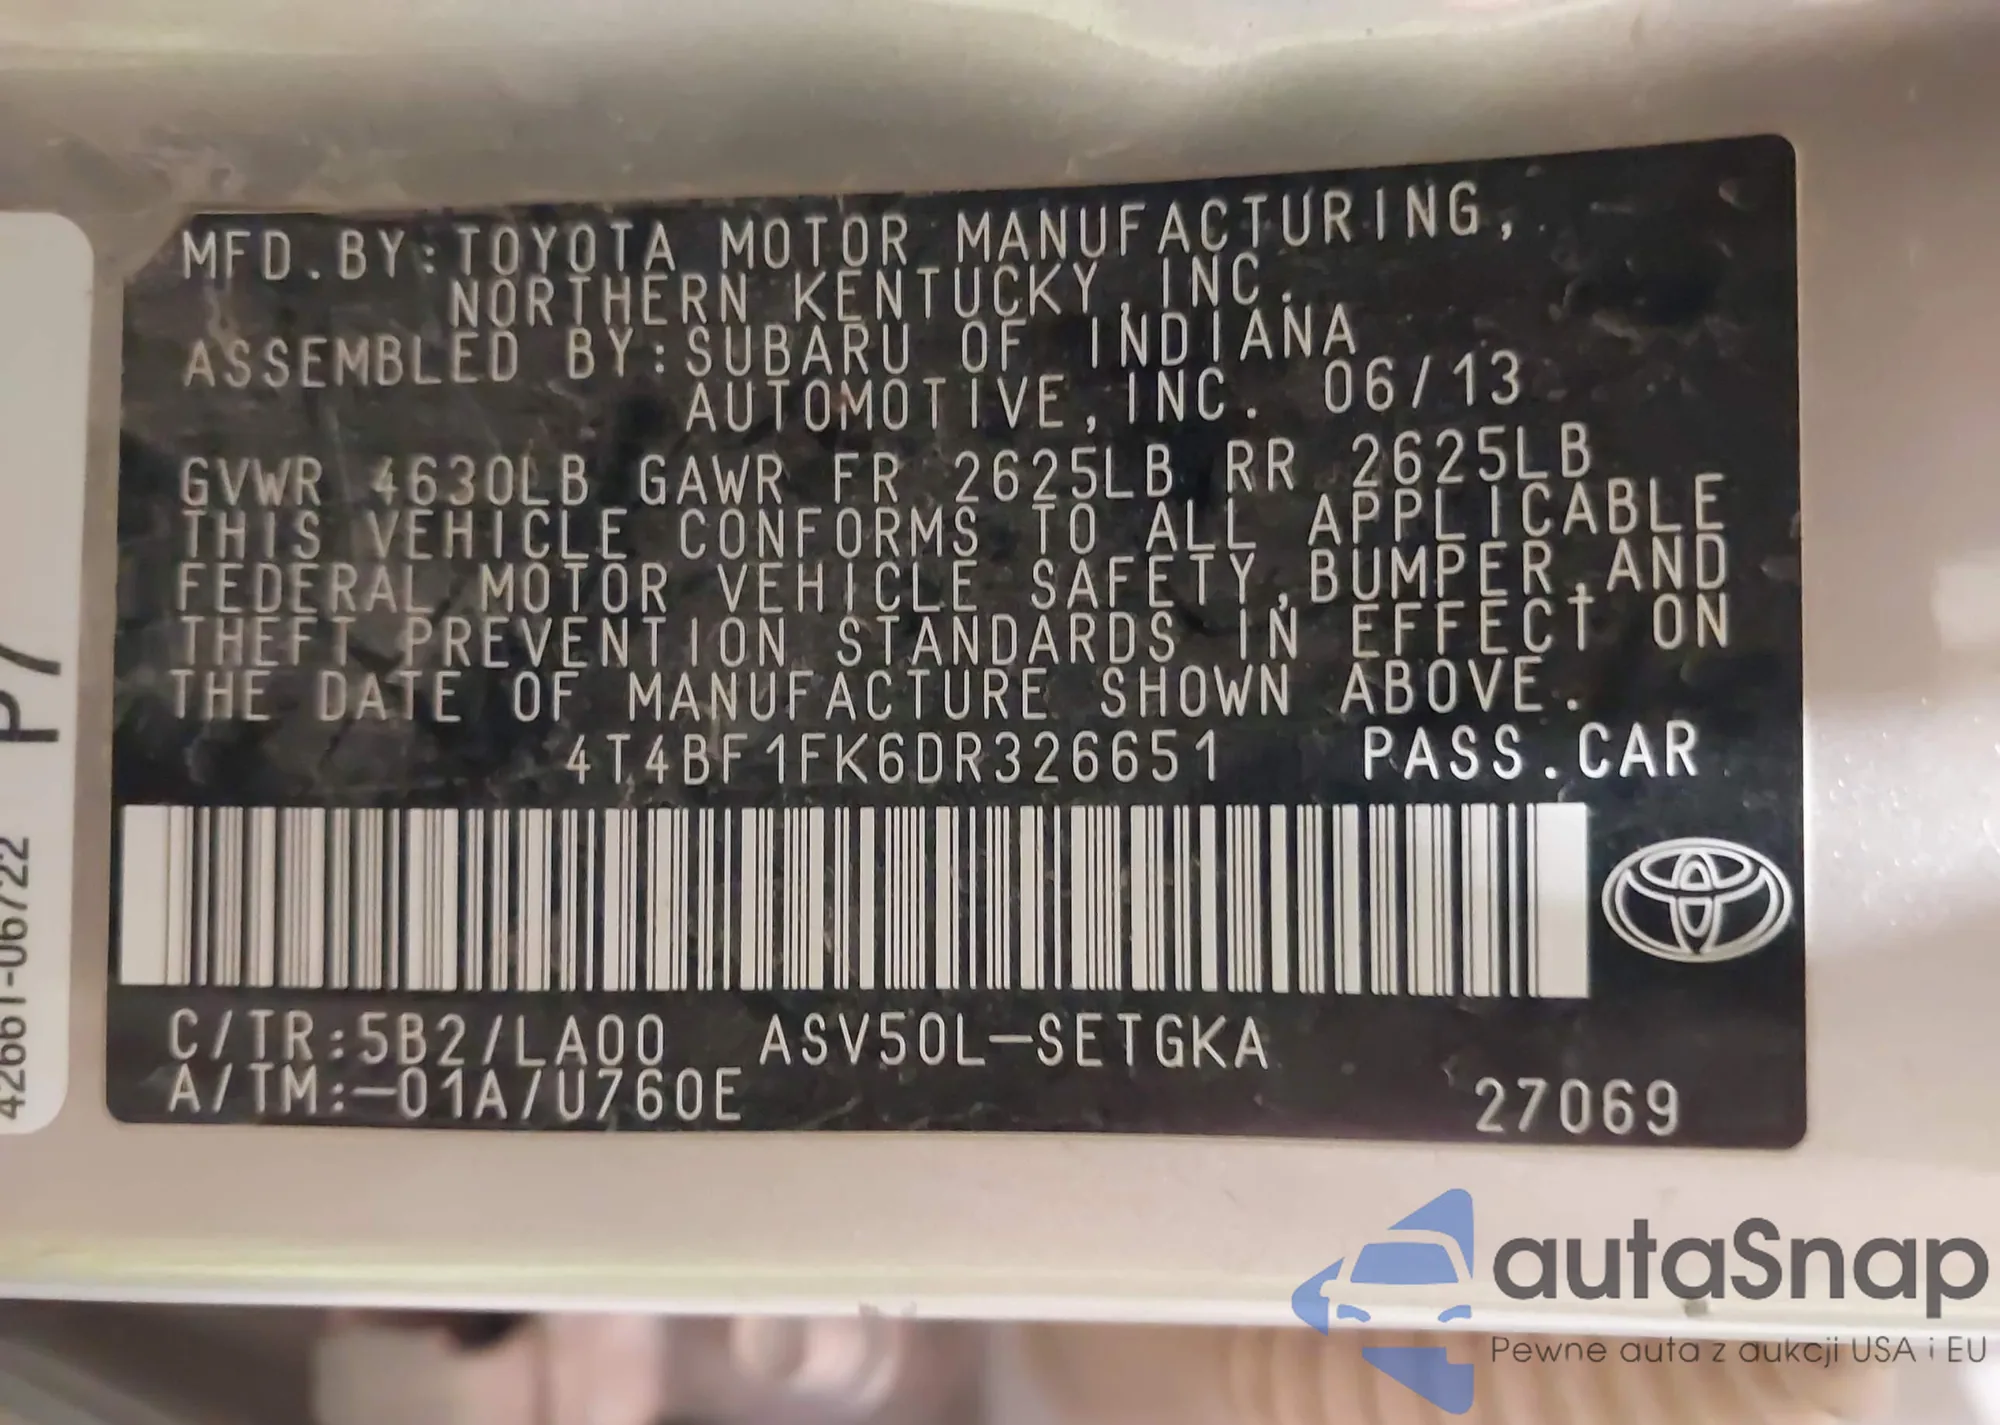 MFD.BY:TOYOTA MOTOR MANUFACTURING,
NORTHERN KENTUCKY,INC.
ASSEMBLED BY:SUBARU OF INDIANA
AUTOMOTIVE,INC. 06/13
GVWR 4630LB GAWR FR 2625LB RR 2625LB
THIS VEHICLE CONFORMS TO ALL APPLICABLE
FEDERAL MOTOR VEHICLE SAFETY,BUMPER,AND
THEFT PREVENTION STANDARDS IN EFFECT ON
THE DATE OF MANUFACTURE SHOWN ABOVE.
4T4BF1FK6DR326651 PASS.CAR
C/TR:5B2/LA00 ASV50L-SETGKA
A/TM:-01A/U760E
27069
P7
42661-06722
autaSnap
Pewne auta z aukcji USA i EU